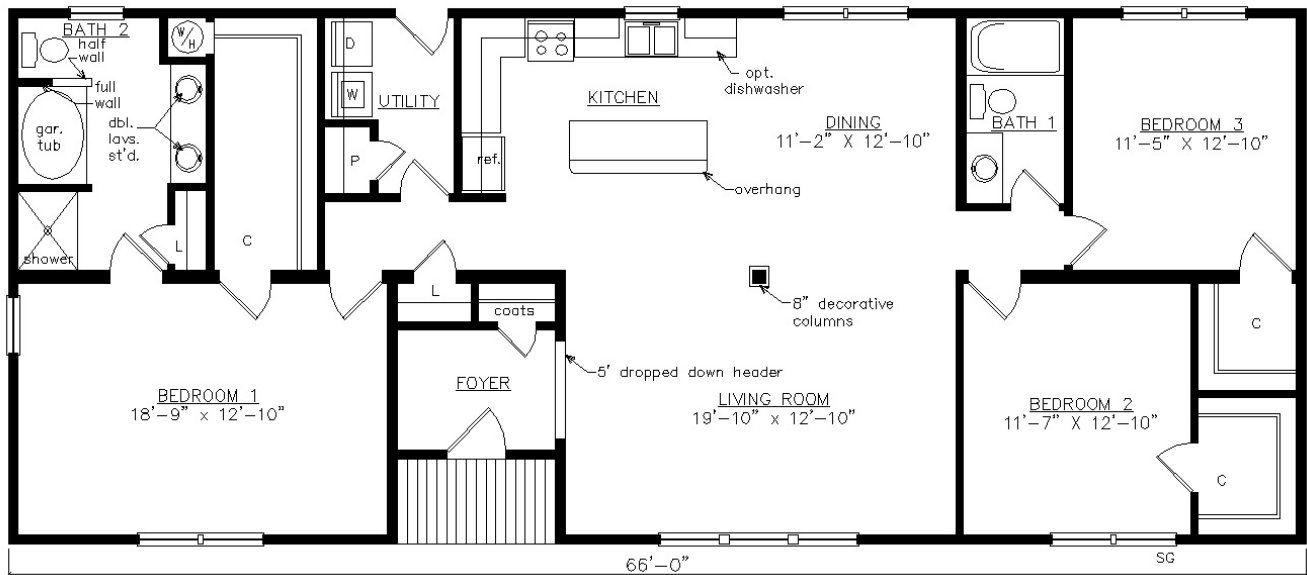 BATH 2
half
wall
full
wall
gar.
tub
dbl.
lavs.
st'd.
shower
W/H
L
C
D
W
UTILITY
P
KITCHEN
ref.
opt.
dishwasher
overhang
DINING
11'-2" X 12'-10"
BATH 1
BEDROOM 3
11'-5" X 12'-10"
8" decorative
columns
L
coats
C
5' dropped down header
FOYER
BEDROOM 1
18'-9" x 12'-10"
LIVING ROOM
19'-10" x 12'-10"
BEDROOM 2
11'-7" X 12'-10"
C
66'-0"
SG